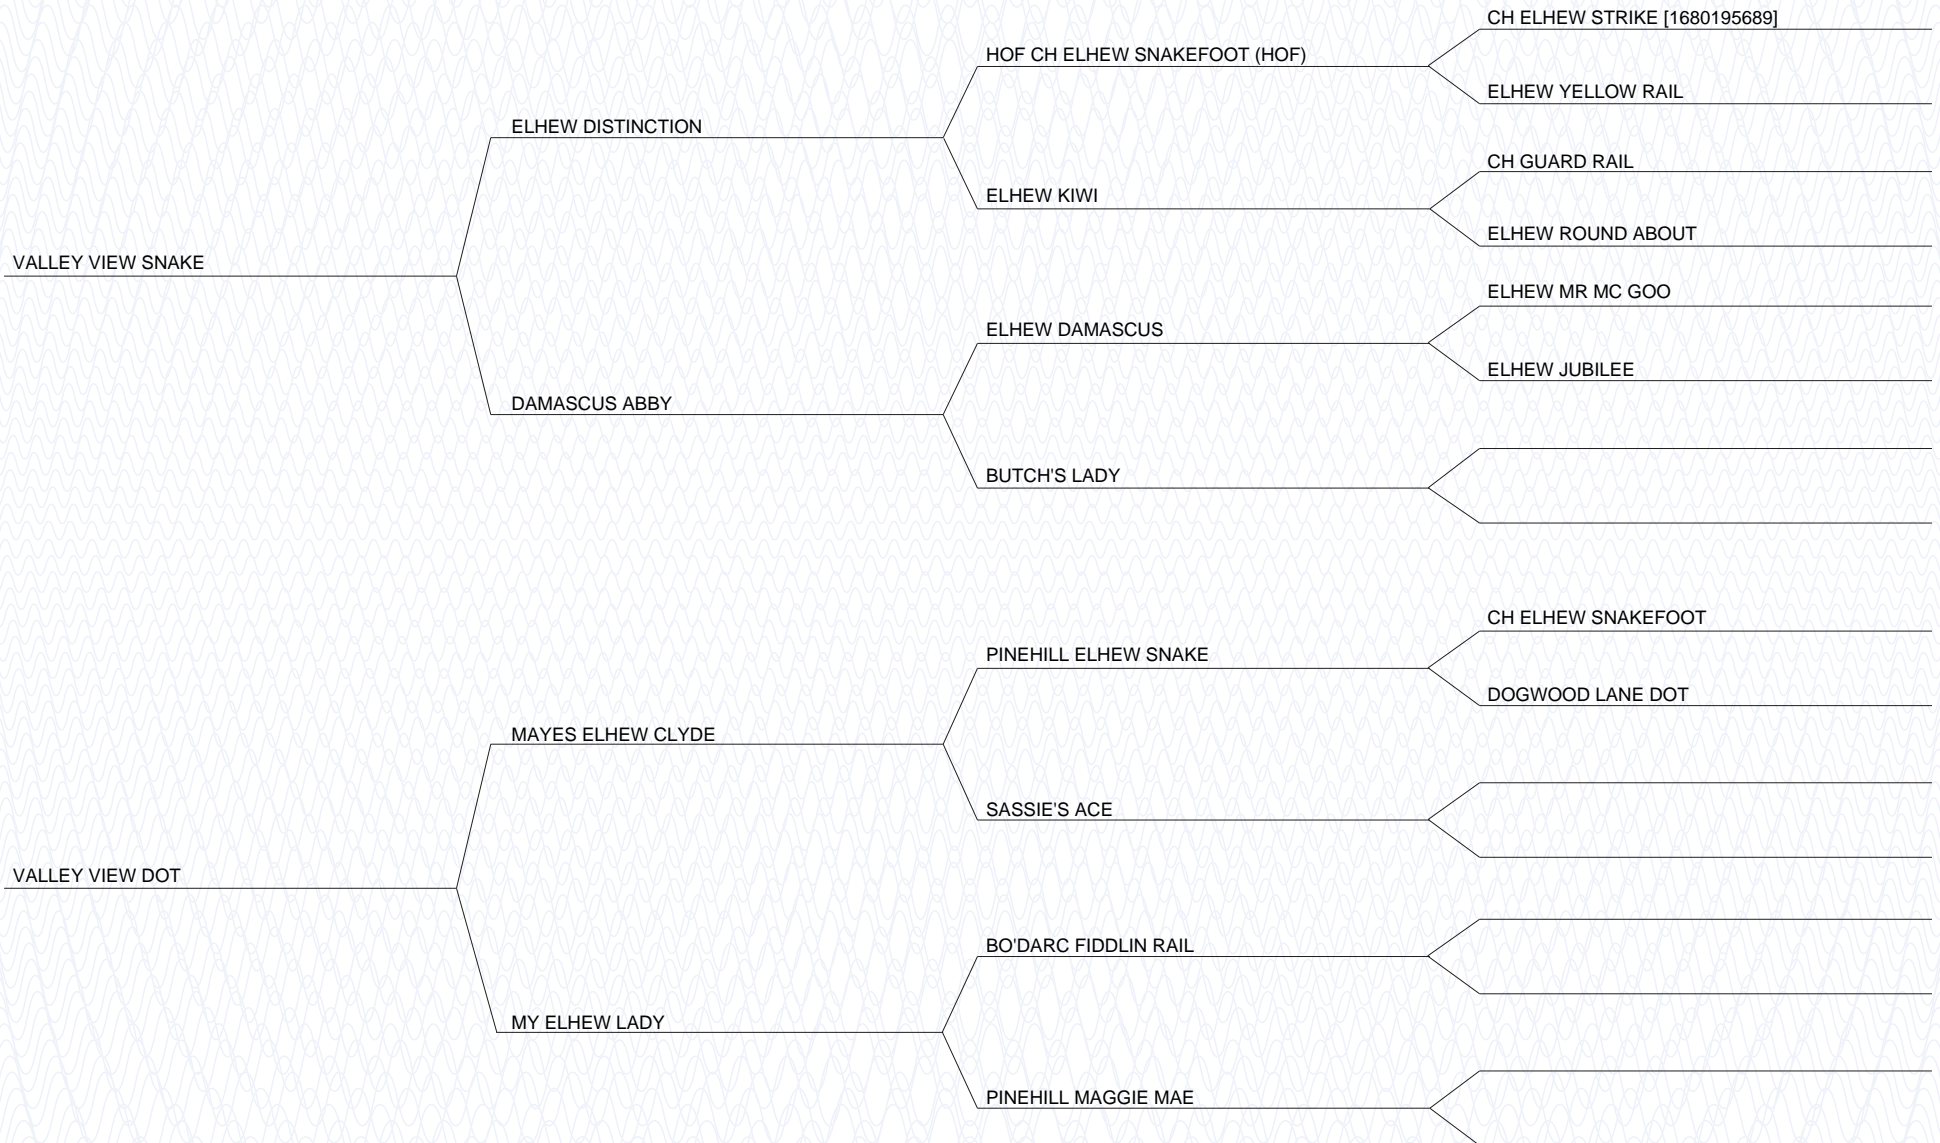 CH ELHEW STRIKE [1680195689]
HOF CH ELHEW SNAKEFOOT (HOF)
ELHEW YELLOW RAIL
ELHEW DISTINCTION
CH GUARD RAIL
ELHEW KIWI
ELHEW ROUND ABOUT
VALLEY VIEW SNAKE
ELHEW MR MC GOO
ELHEW DAMASCUS
ELHEW JUBILEE
DAMASCUS ABBY
BUTCH'S LADY
CH ELHEW SNAKEFOOT
PINEHILL ELHEW SNAKE
DOGWOOD LANE DOT
MAYES ELHEW CLYDE
SASSIE'S ACE
VALLEY VIEW DOT
BO'DARC FIDDLIN RAIL
MY ELHEW LADY
PINEHILL MAGGIE MAE